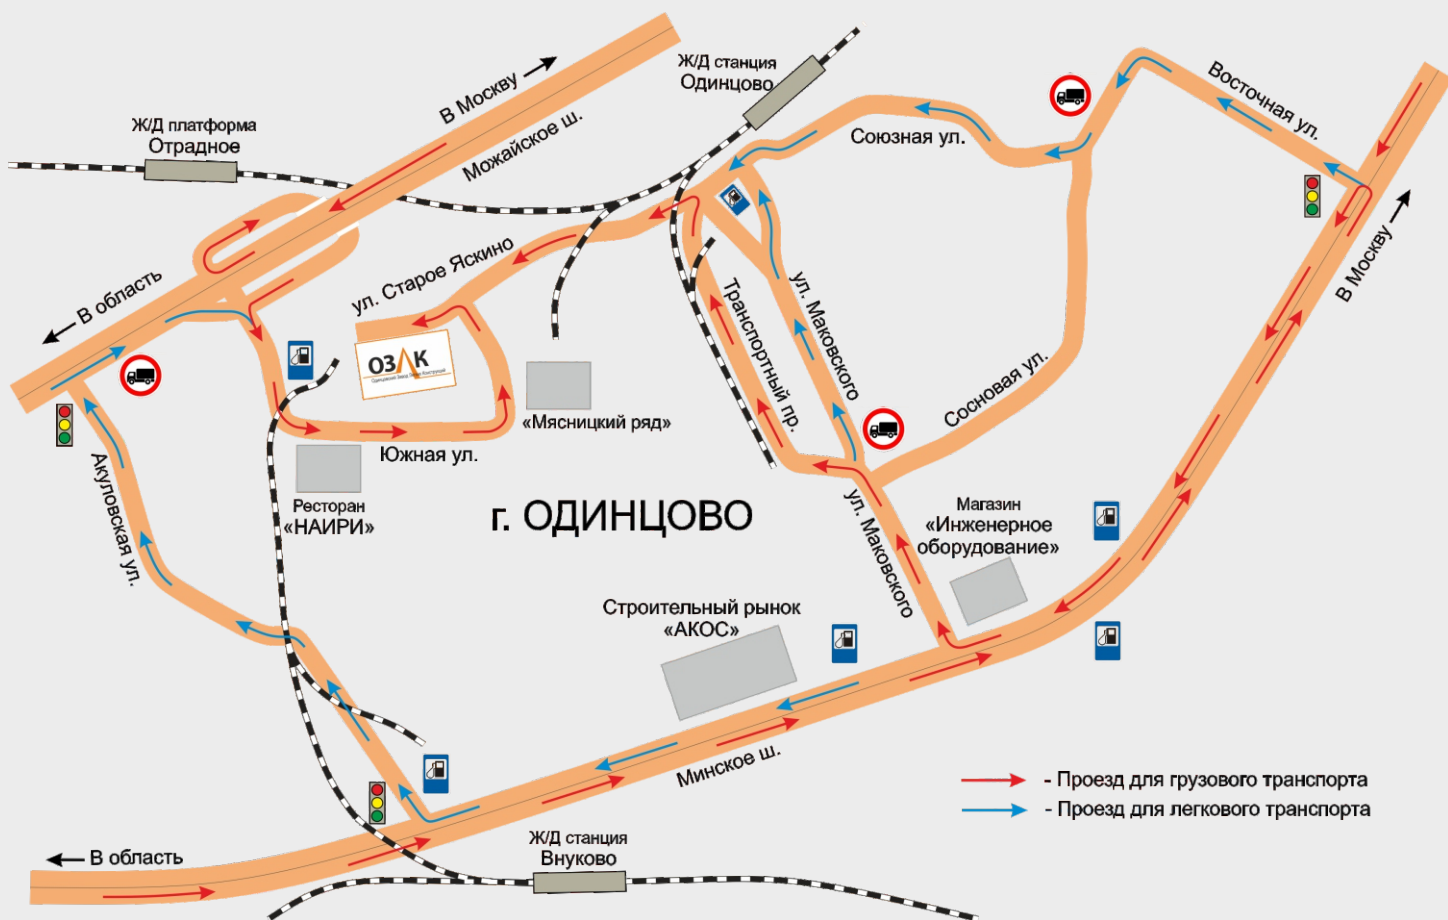 Ж/Д станция
Одинцово
В Москву
Можайское ш.
Восточная ул.
Ж/Д платформа
Отрадное
Союзная ул.
В Москву
ул. Старое Яскино
В область
ул. Маковского
Транспортный пр.
ОЗЛК
Сосновая ул.
«Мясницкий ряд»
Южная ул.
Акуловская ул.
Ресторан
«НАИРИ»
г. ОДИНЦОВО
ул. Маковского
Магазин
«Инженерное
оборудование»
Строительный рынок
«АКОС»
Минское ш.
- Проезд для грузового транспорта
- Проезд для легкового транспорта
Ж/Д станция
Внуково
В область